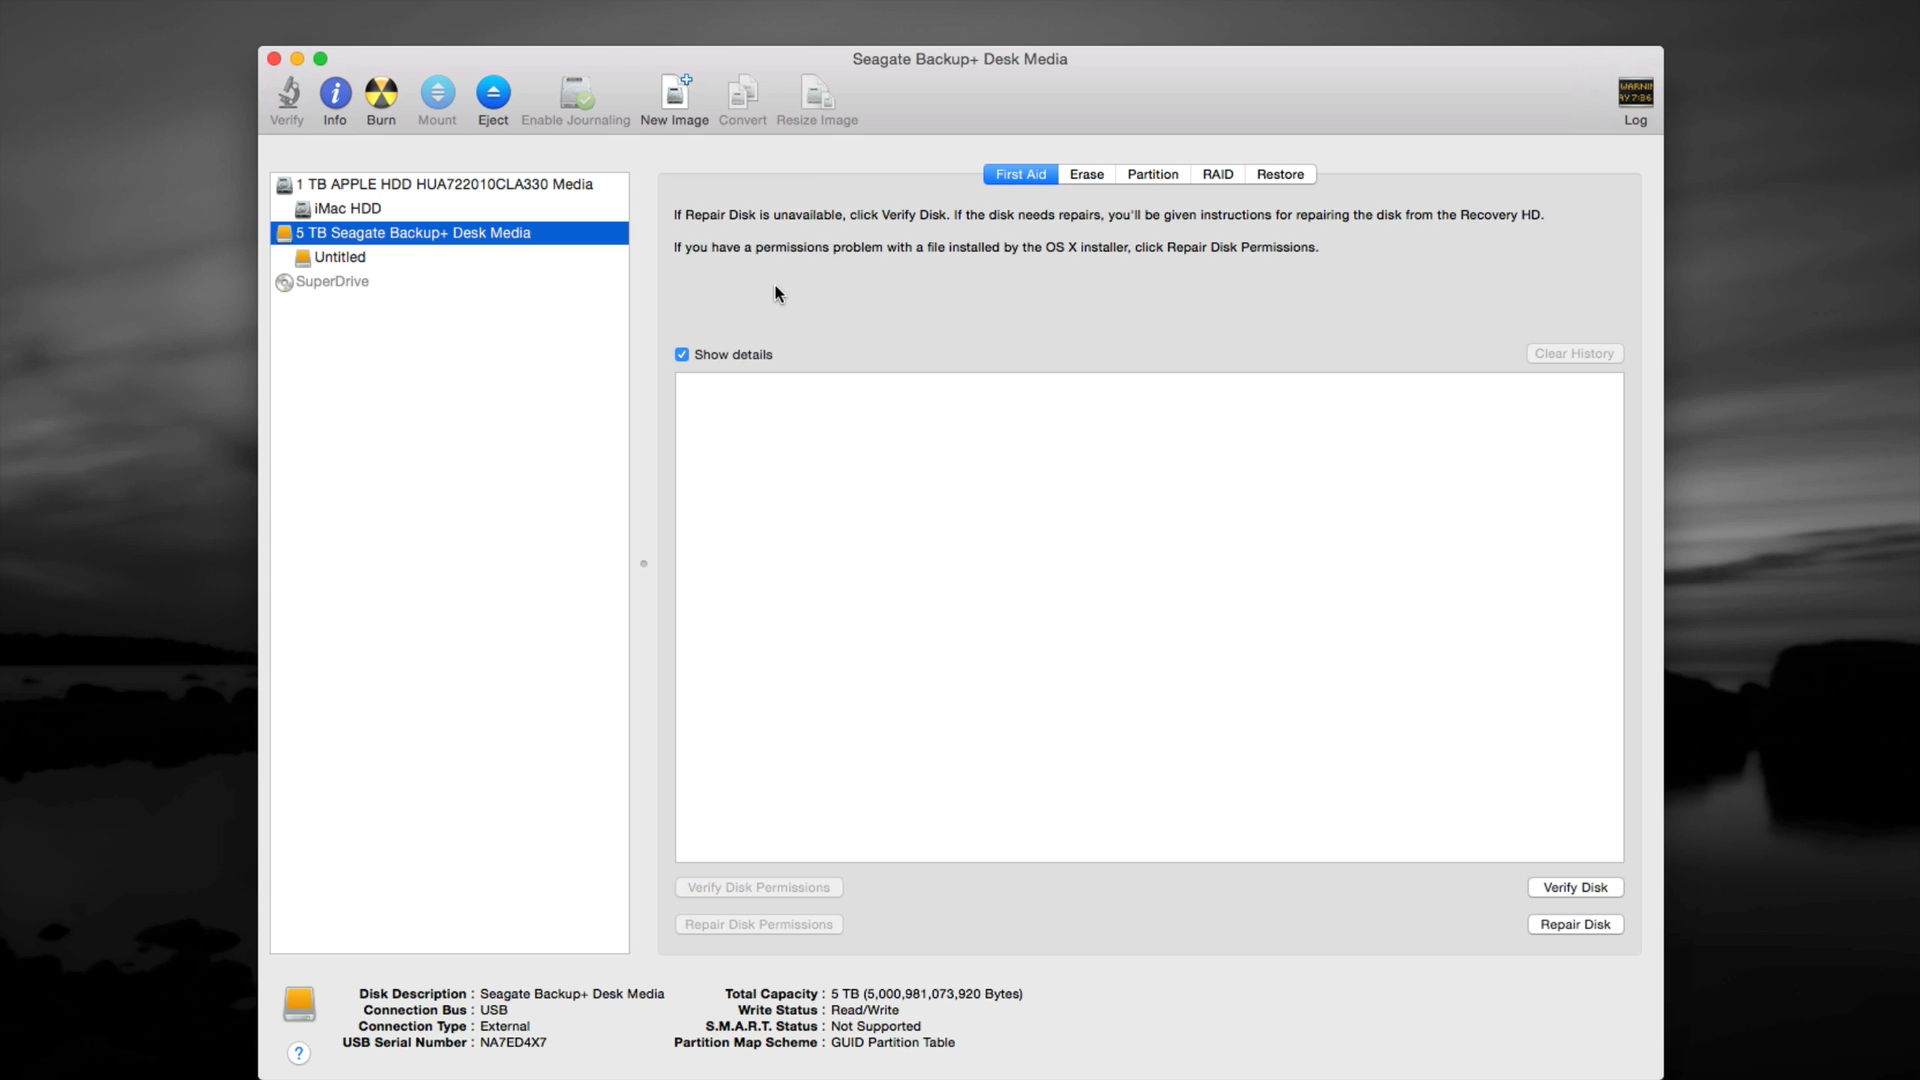 Seagate Backup+ Desk Media
Verify Info Burn Mount Eject Enable Journaling New Image Convert Resize Image Log
1 TB APPLE HDD HUA722010CLA330 Media
iMac HDD
5 TB Seagate Backup+ Desk Media
Untitled
SuperDrive
First Aid Erase Partition RAID Restore
If Repair Disk is unavailable, click Verify Disk. If the disk needs repairs, you'll be given instructions for repairing the disk from the Recovery HD.
If you have a permissions problem with a file installed by the OS X installer, click Repair Disk Permissions.
Show details
Clear History
Verify Disk Permissions
Verify Disk
Repair Disk Permissions
Repair Disk
Disk Description : Seagate Backup+ Desk Media
Connection Bus : USB
Connection Type : External
USB Serial Number : NA7ED4X7
Total Capacity : 5 TB (5,000,981,073,920 Bytes)
Write Status : Read/Write
S.M.A.R.T. Status : Not Supported
Partition Map Scheme : GUID Partition Table
?